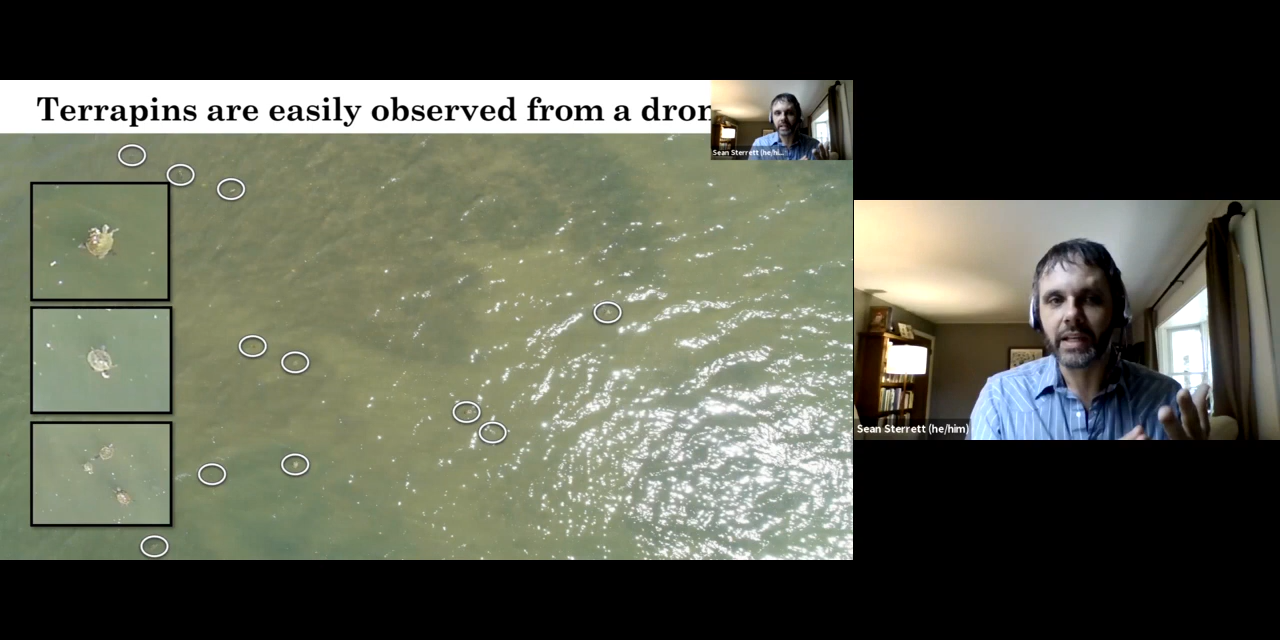 Terrapins are easily observed from a dron
Sean Sterrett (he/hi...
Sean Sterrett (he/him)